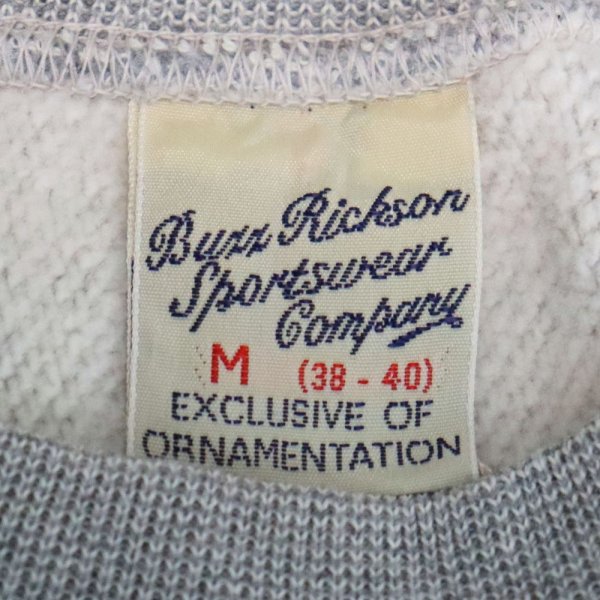 Buzz Rickson
Sportswear
Company
M (38 - 40)
EXCLUSIVE OF
ORNAMENTATION